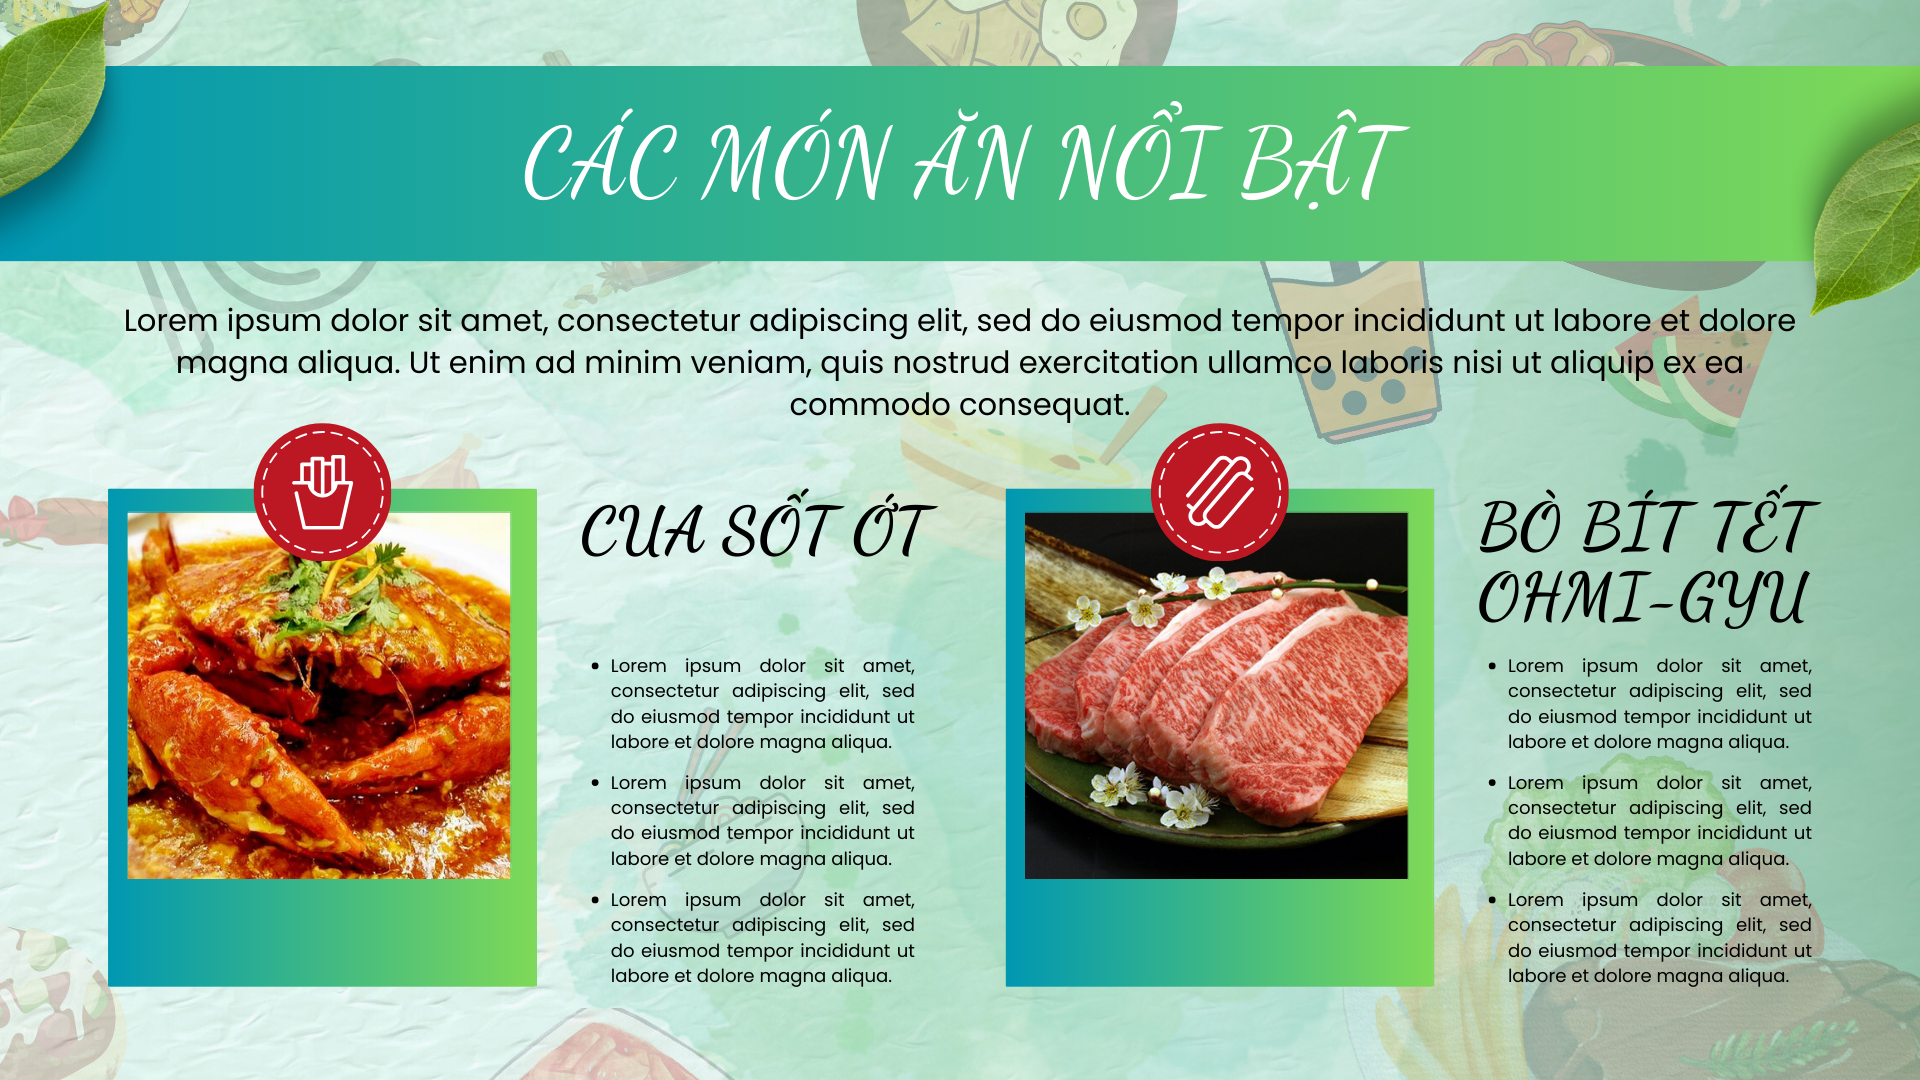 CÁC MÓN ĂN NỔI BẬT
Lorem ipsum dolor sit amet, consectetur adipiscing elit, sed do eiusmod tempor incididunt ut labore et dolore
magna aliqua. Ut enim ad minim veniam, quis nostrud exercitation ullamco laboris nisi ut aliquip ex ea
commodo consequat.
CUA SỐT ỚT
• Lorem ipsum dolor sit amet,
consectetur adipiscing elit, sed
do eiusmod tempor incididunt ut
labore et dolore magna aliqua.
• Lorem ipsum dolor sit amet,
consectetur adipiscing elit, sed
do eiusmod tempor incididunt ut
labore et dolore magna aliqua.
• Lorem ipsum dolor sit amet,
consectetur adipiscing elit, sed
do eiusmod tempor incididunt ut
labore et dolore magna aliqua.
BÒ BÍT TẾT
OHMI-GYU
• Lorem ipsum dolor sit amet,
consectetur adipiscing elit, sed
do eiusmod tempor incididunt ut
labore et dolore magna aliqua.
• Lorem ipsum dolor sit amet,
consectetur adipiscing elit, sed
do eiusmod tempor incididunt ut
labore et dolore magna aliqua.
• Lorem ipsum dolor sit amet,
consectetur adipiscing elit, sed
do eiusmod tempor incididunt ut
labore et dolore magna aliqua.